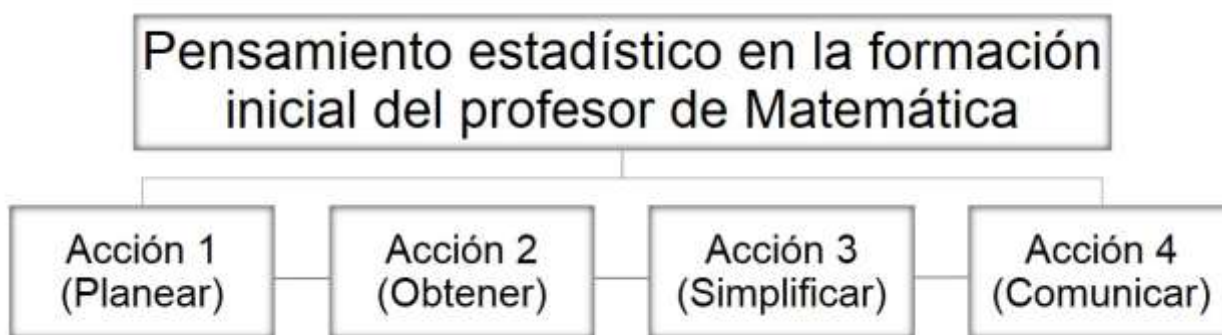 Pensamiento estadístico en la formación
inicial del profesor de Matemática
Acción 1
(Planear)
Acción 2
(Obtener)
Acción 3
(Simplificar)
Acción 4
(Comunicar)